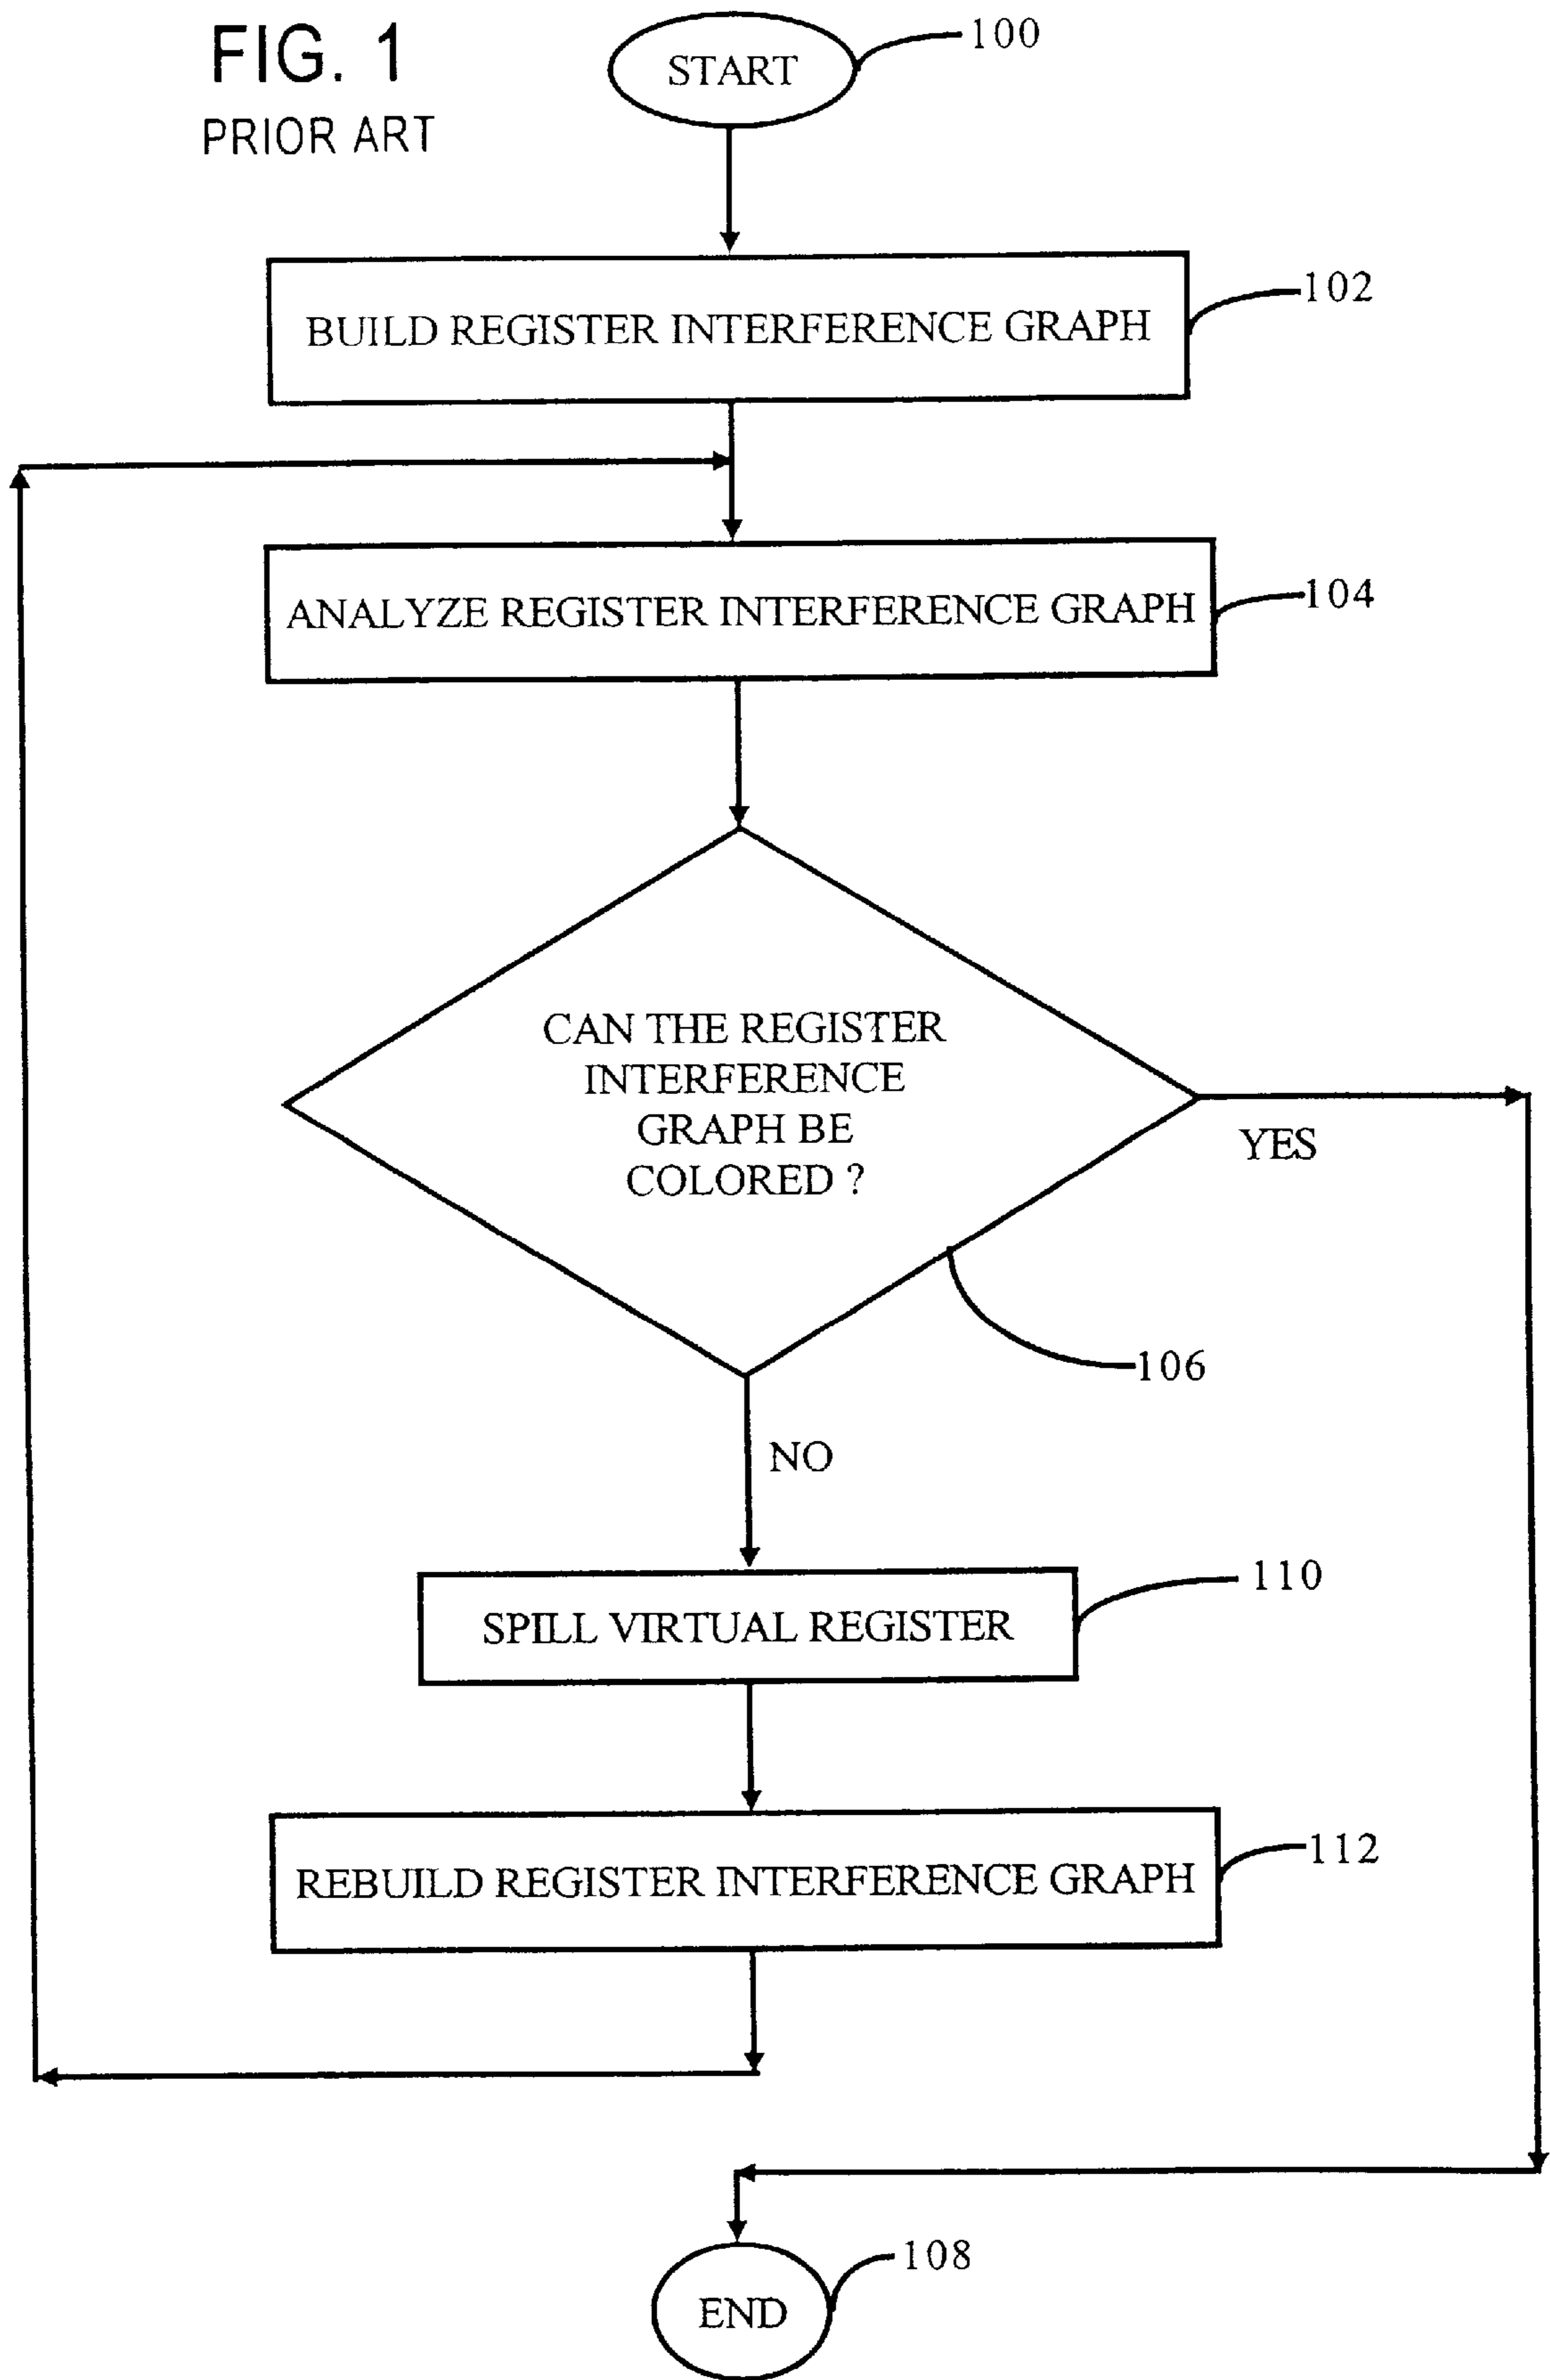 FIG. 1
PRIOR ART
START
100
BUILD REGISTER INTERFERENCE GRAPH
102
ANALYZE REGISTER INTERFERENCE GRAPH
104
CAN THE REGISTER
INTERFERENCE
GRAPH BE
COLORED ?
YES
106
NO
SPILL VIRTUAL REGISTER
110
REBUILD REGISTER INTERFERENCE GRAPH
112
END
108